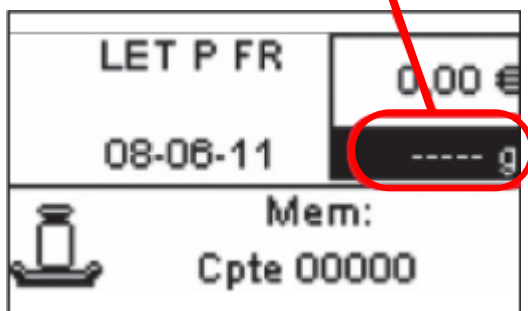 LET P FR
0.00 €
08-06-11
----- g
Mem:
Cpte 00000